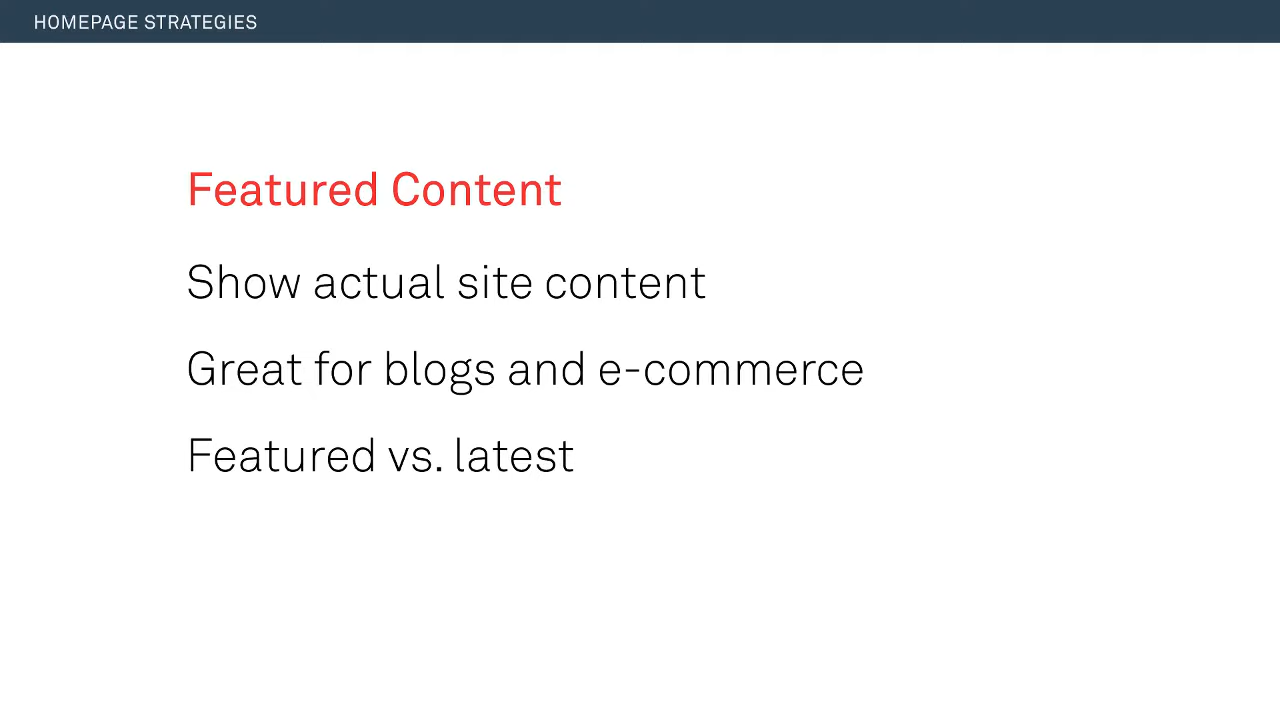 HOMEPAGE STRATEGIES
Featured Content
Show actual site content
Great for blogs and e-commerce
Featured vs. latest